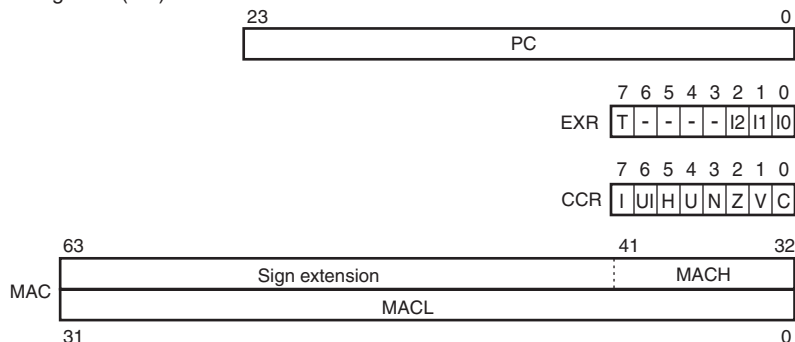 23 0
PC
7 6 5 4 3 2 1 0
EXR T - - - - I2 I1 I0
7 6 5 4 3 2 1 0
CCR I UI H U N Z V C
63 41 32
MAC Sign extension MACH
MACL
31 0